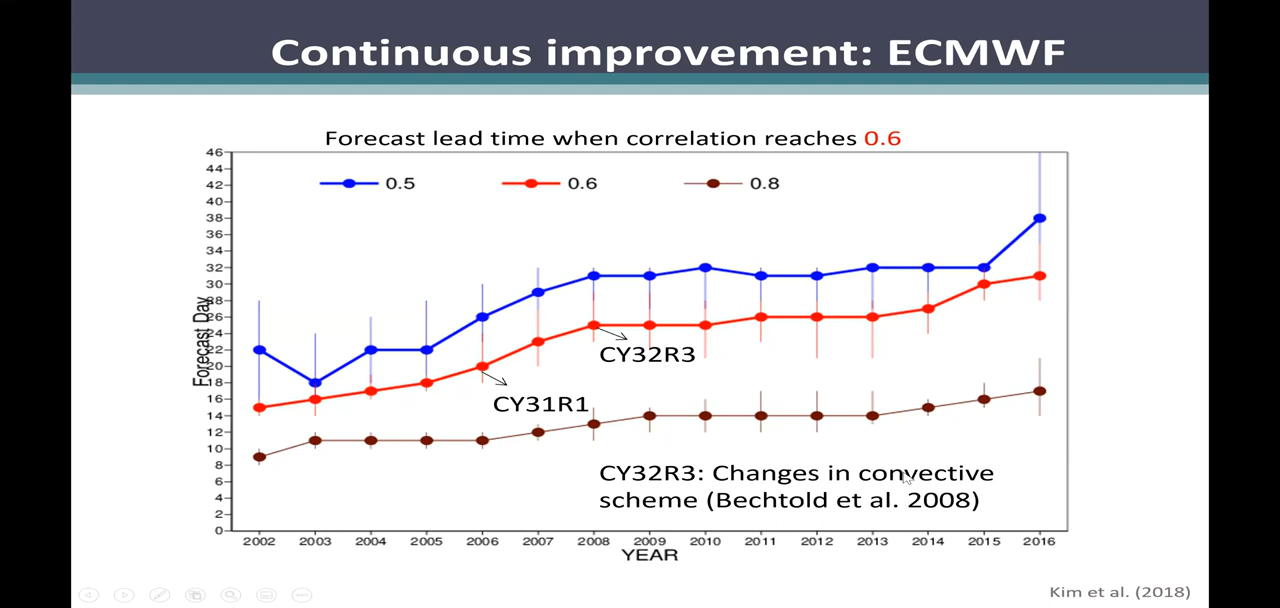 Continuous improvement: ECMWF
Forecast lead time when correlation reaches 0.6
0.5 0.6 0.8
46
44
42
40
38
36
34
32
30
28
26
24
22
20
18
16
14
12
10
8
6
4
2
0
Forecast Day
CY32R3
CY31R1
CY32R3: Changes in convective
scheme (Bechtold et al. 2008)
2002 2003 2004 2005 2006 2007 2008 2009 2010 2011 2012 2013 2014 2015 2016
YEAR
Kim et al. (2018)